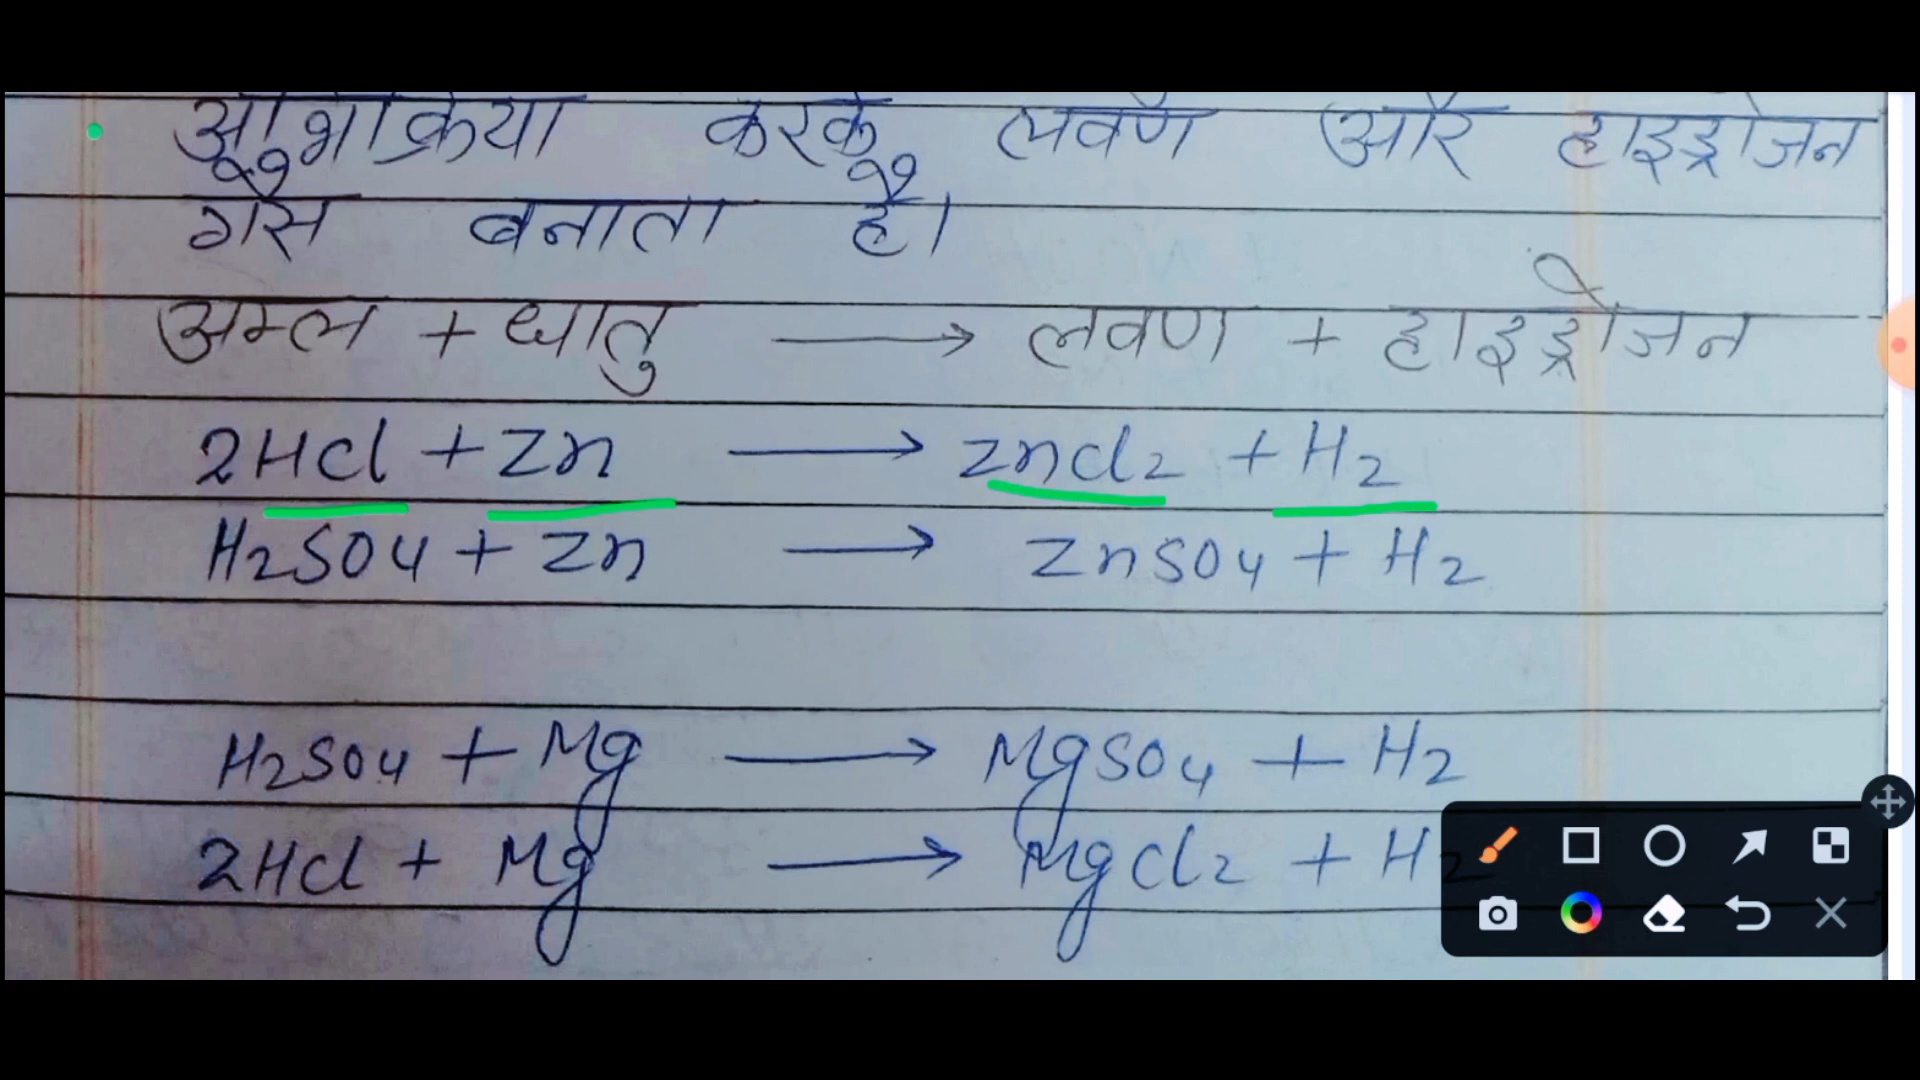 अभिक्रिया करके लवण और हाइड्रोजन
गैस बनाता है।
अम्ल + धातु → लवण + हाइड्रोजन
2HCl + Zn → ZnCl2 + H2
H2SO4 + Zn → ZnSO4 + H2
H2SO4 + Mg → MgSO4 + H2
2HCl + Mg → MgCl2 + H2